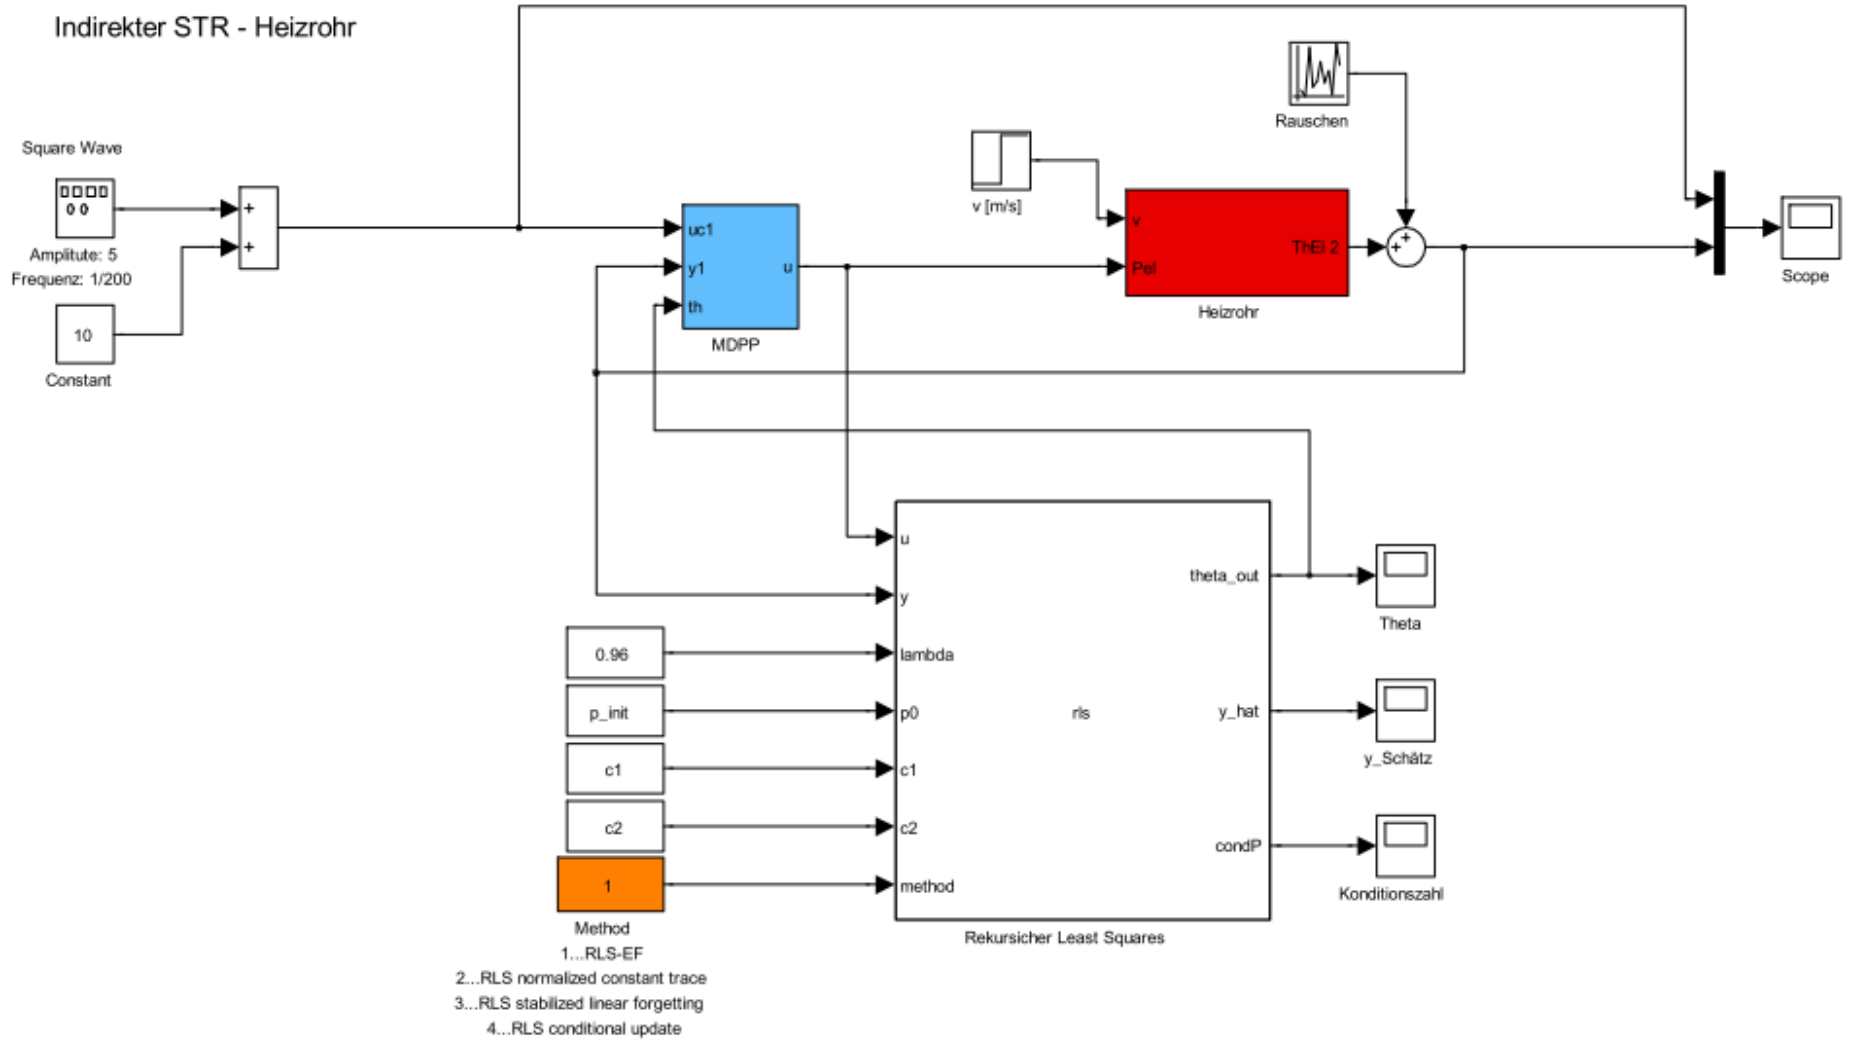 Indirekter STR - Heizrohr
Rauschen
Square Wave
Amplitute: 5
Frequenz: 1/200
+
+
10
Constant
uc1
y1
th
u
MDPP
v [m/s]
v
Pel
ThEl 2
Heizrohr
+
+
Scope
u
y
lambda
p0
c1
c2
method
rls
theta_out
y_hat
condP
Rekursicher Least Squares
Theta
y_Schätz
Konditionszahl
0.96
p_init
c1
c2
1
Method
1...RLS-EF
2...RLS normalized constant trace
3...RLS stabilized linear forgetting
4...RLS conditional update